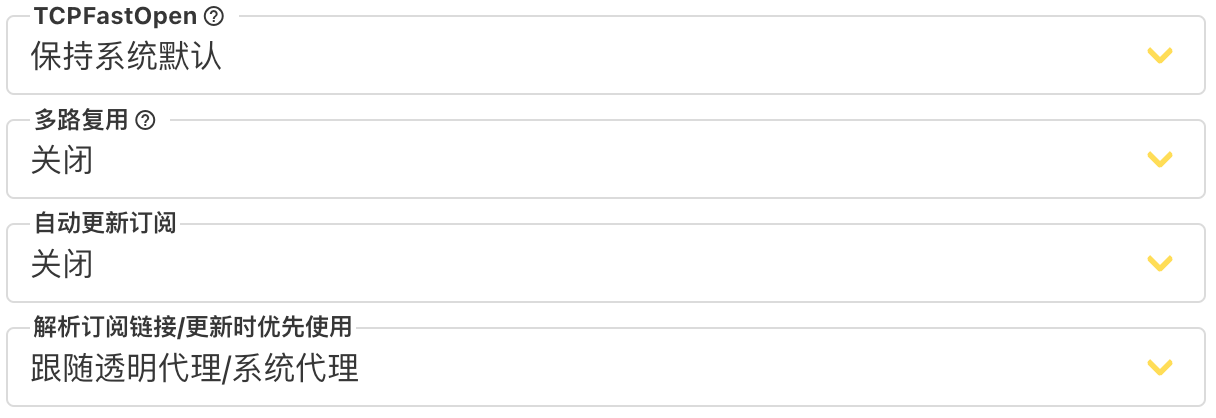 TCPFastOpen
保持系统默认
多路复用
关闭
自动更新订阅
关闭
解析订阅链接/更新时优先使用
跟随透明代理/系统代理